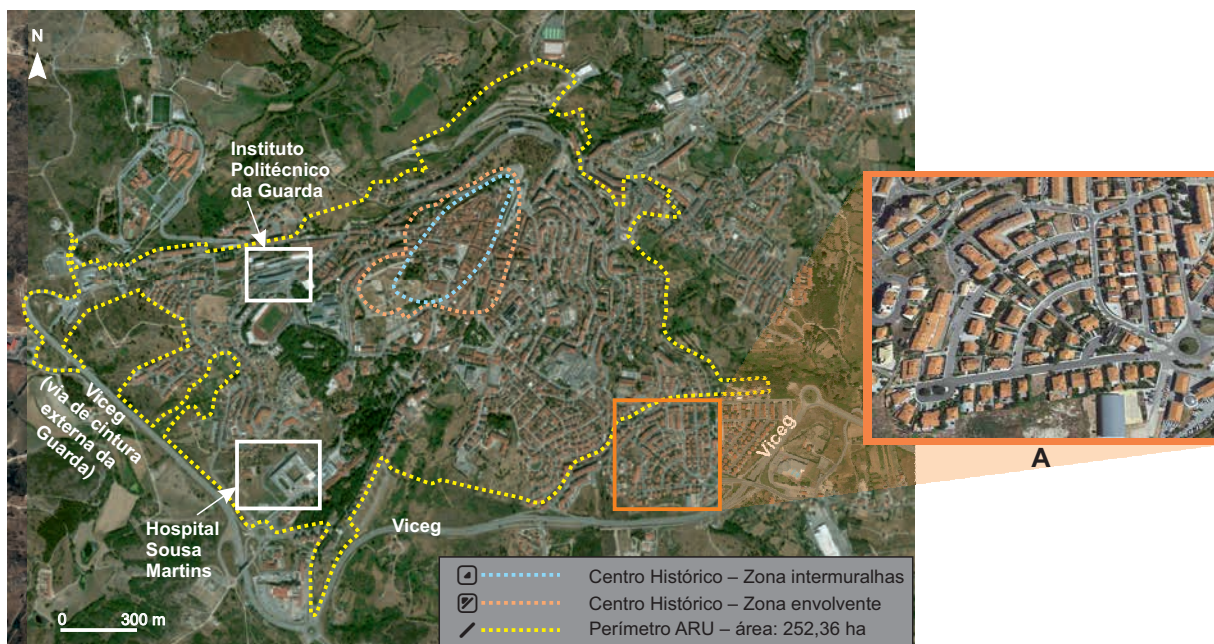 N
Instituto
Politécnico
da Guarda
Viceg
(via de cintura
externa da
Guarda)
Hospital
Sousa
Martins
Viceg
Viceg
A
0 300 m
Centro Histórico – Zona intermuralhas
Centro Histórico – Zona envolvente
Perímetro ARU – área: 252,36 ha